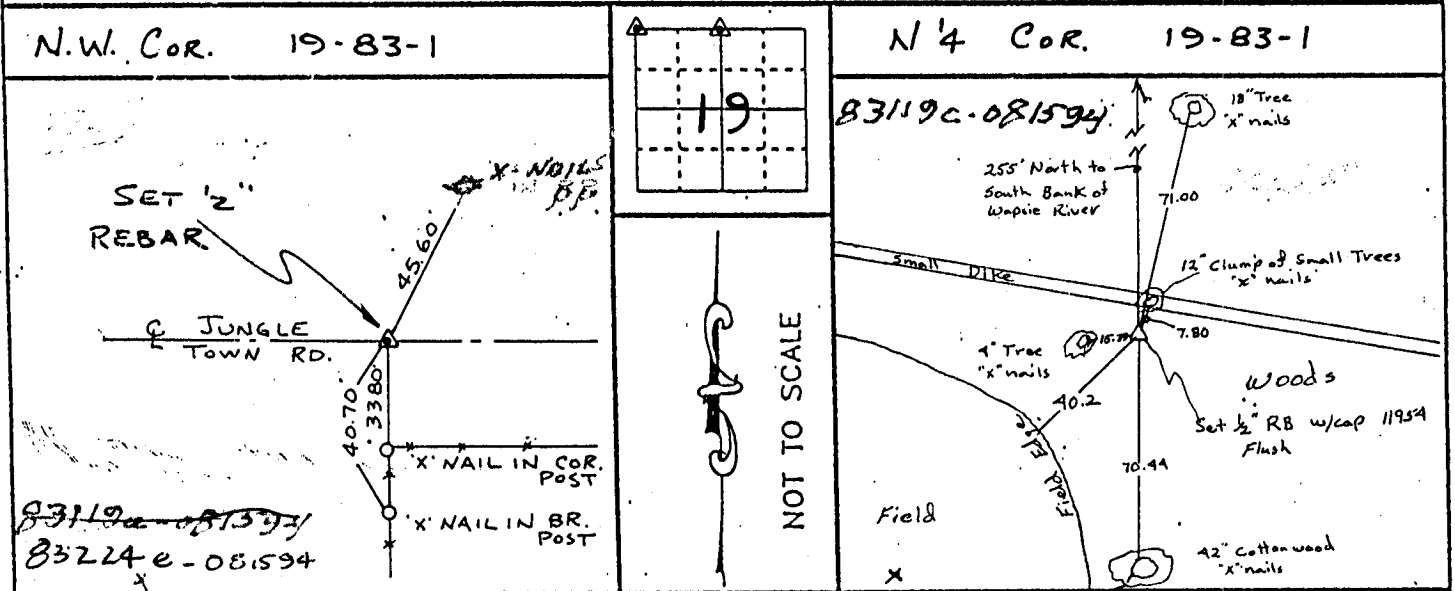 N.W. COR. 19-83-1
SET 1/2"
REBAR
'X' NAILS
P.P.
45.60'
℄ JUNGLE
TOWN RD.
40.70'
33.80'
'X' NAIL IN COR.
POST
'X' NAIL IN BR.
POST
83119a-081594
83224e-081594
19
NOT TO SCALE
N 1/4 COR. 19-83-1
83119c-081594
18" Tree
"x" nails
255' North to
South Bank of
Wapsie River
71.00
12" Clump of Small Trees
"x" nails
Small Dike
7.80
4" Tree
"x" nails
Woods
40.2
Set 1/2" RB w/cap 11954
Flush
Field Edge
70.44
Field
42" Cottonwood
"x" nails